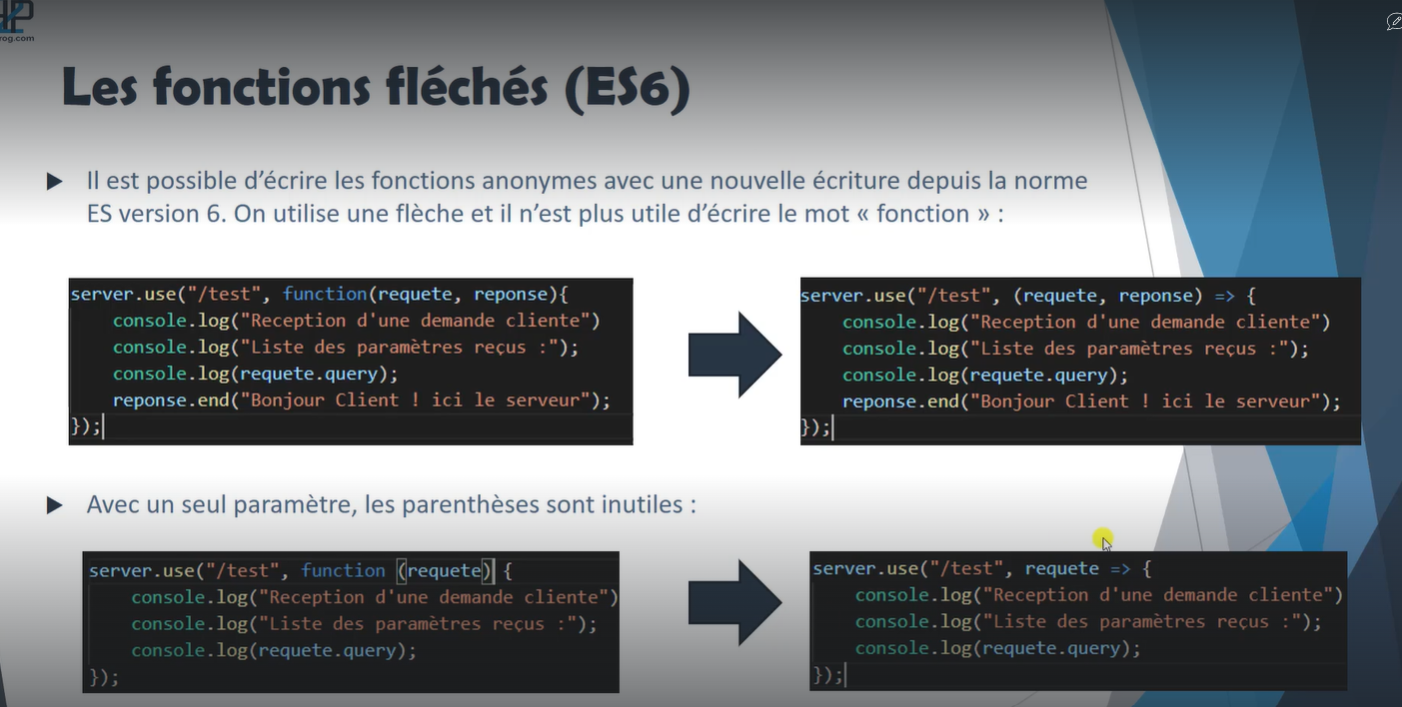 rog.com
Les fonctions fléchés (ES6)
Il est possible d'écrire les fonctions anonymes avec une nouvelle écriture depuis la norme
ES version 6. On utilise une flèche et il n'est plus utile d'écrire le mot « fonction » :
server.use("/test", function(requete, reponse){
console.log("Reception d'une demande cliente")
console.log("Liste des paramètres reçus :");
console.log(requete.query);
reponse.end("Bonjour Client ! ici le serveur");
});
server.use("/test", (requete, reponse) => {
console.log("Reception d'une demande cliente")
console.log("Liste des paramètres reçus :");
console.log(requete.query);
reponse.end("Bonjour Client ! ici le serveur");
});
Avec un seul paramètre, les parenthèses sont inutiles :
server.use("/test", function (requete) {
console.log("Reception d'une demande cliente")
console.log("Liste des paramètres reçus :");
console.log(requete.query);
});
server.use("/test", requete => {
console.log("Reception d'une demande cliente")
console.log("Liste des paramètres reçus :");
console.log(requete.query);
});